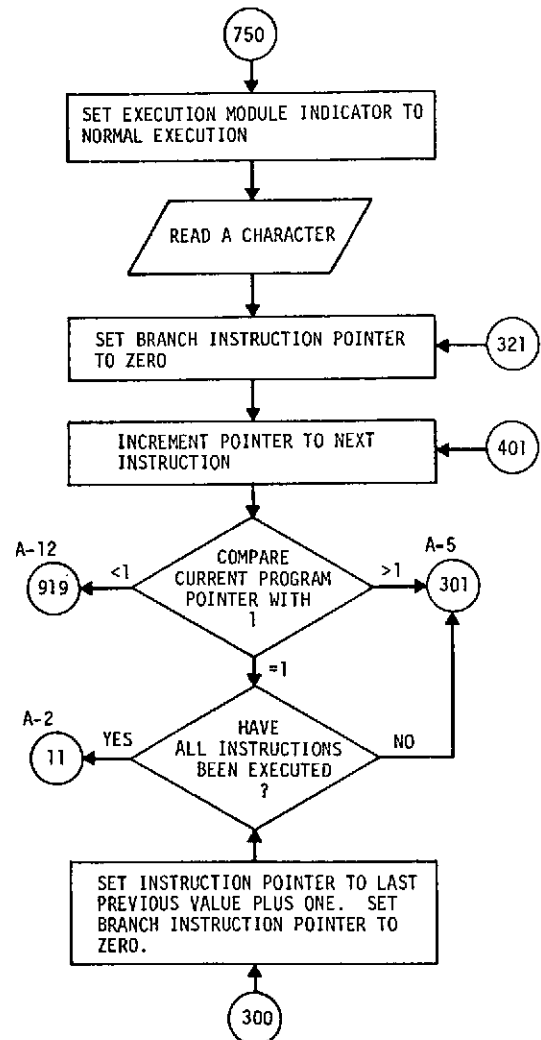 750
SET EXECUTION MODULE INDICATOR TO
NORMAL EXECUTION
READ A CHARACTER
SET BRANCH INSTRUCTION POINTER
TO ZERO
321
INCREMENT POINTER TO NEXT
INSTRUCTION
401
A-12
919
<1
COMPARE
CURRENT PROGRAM
POINTER WITH
1
>1
A-5
301
=1
A-2
11
YES
HAVE
ALL INSTRUCTIONS
BEEN EXECUTED
?
NO
SET INSTRUCTION POINTER TO LAST
PREVIOUS VALUE PLUS ONE. SET
BRANCH INSTRUCTION POINTER TO
ZERO.
300